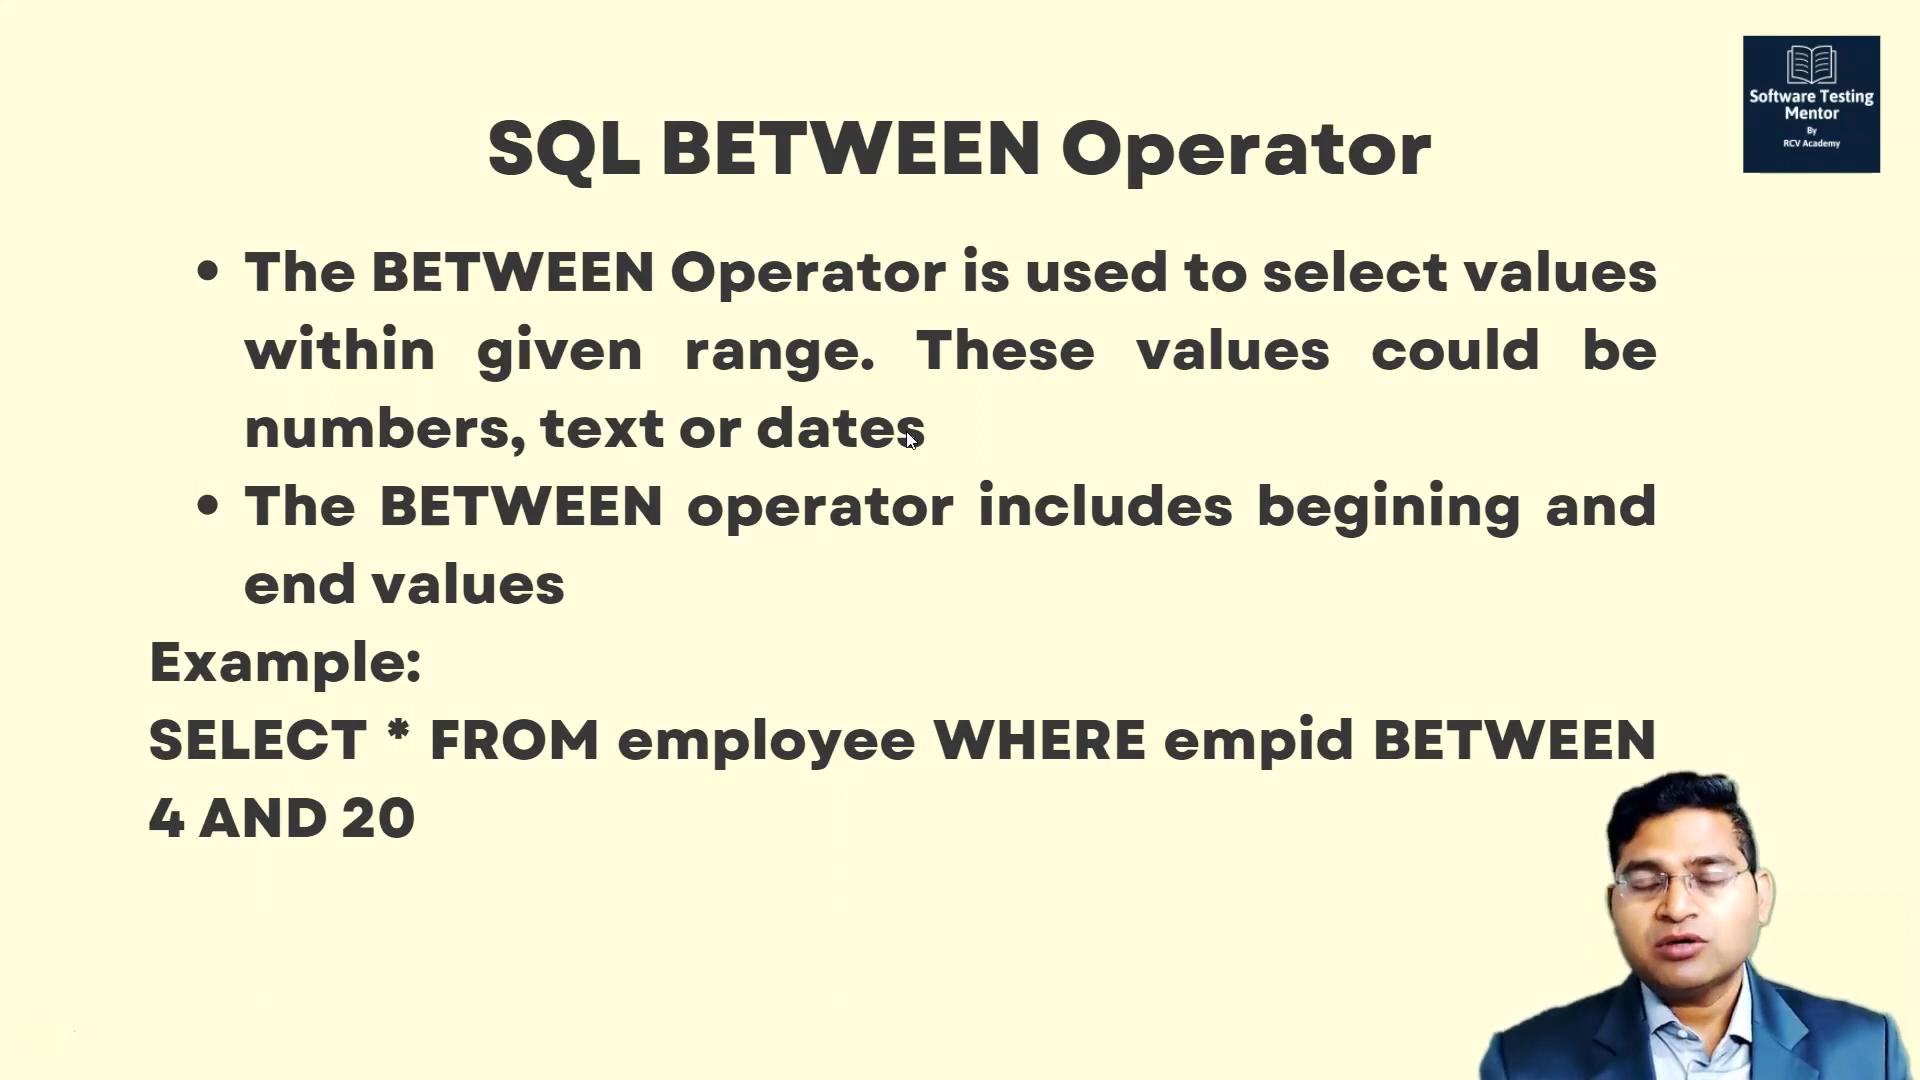 Software Testing
Mentor
By
RCV Academy
SQL BETWEEN Operator
• The BETWEEN Operator is used to select values
within given range. These values could be
numbers, text or dates
• The BETWEEN operator includes begining and
end values
Example:
SELECT * FROM employee WHERE empid BETWEEN
4 AND 20